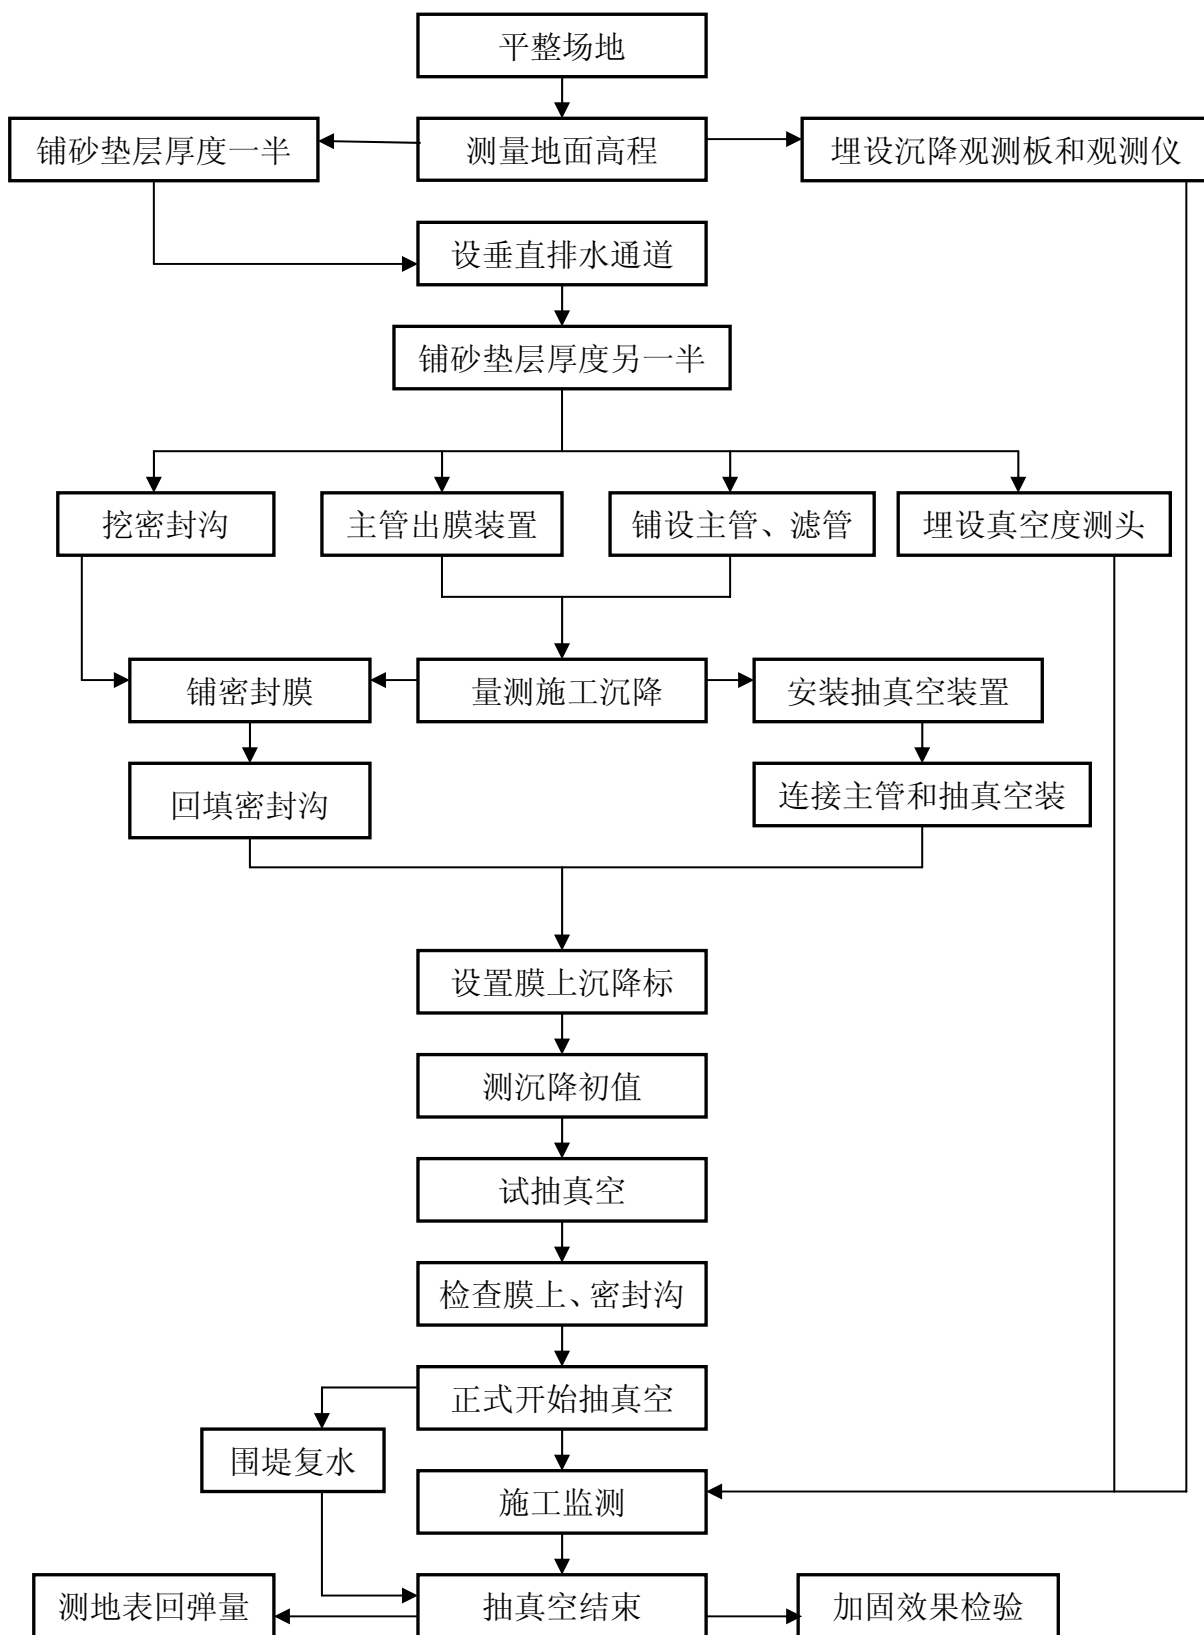 平整场地
铺砂垫层厚度一半
测量地面高程
埋设沉降观测板和观测仪
设垂直排水通道
铺砂垫层厚度另一半
挖密封沟
主管出膜装置
铺设主管、滤管
埋设真空度测头
铺密封膜
量测施工沉降
安装抽真空装置
回填密封沟
连接主管和抽真空装
设置膜上沉降标
测沉降初值
试抽真空
检查膜上、密封沟
正式开始抽真空
围堤复水
施工监测
测地表回弹量
抽真空结束
加固效果检验